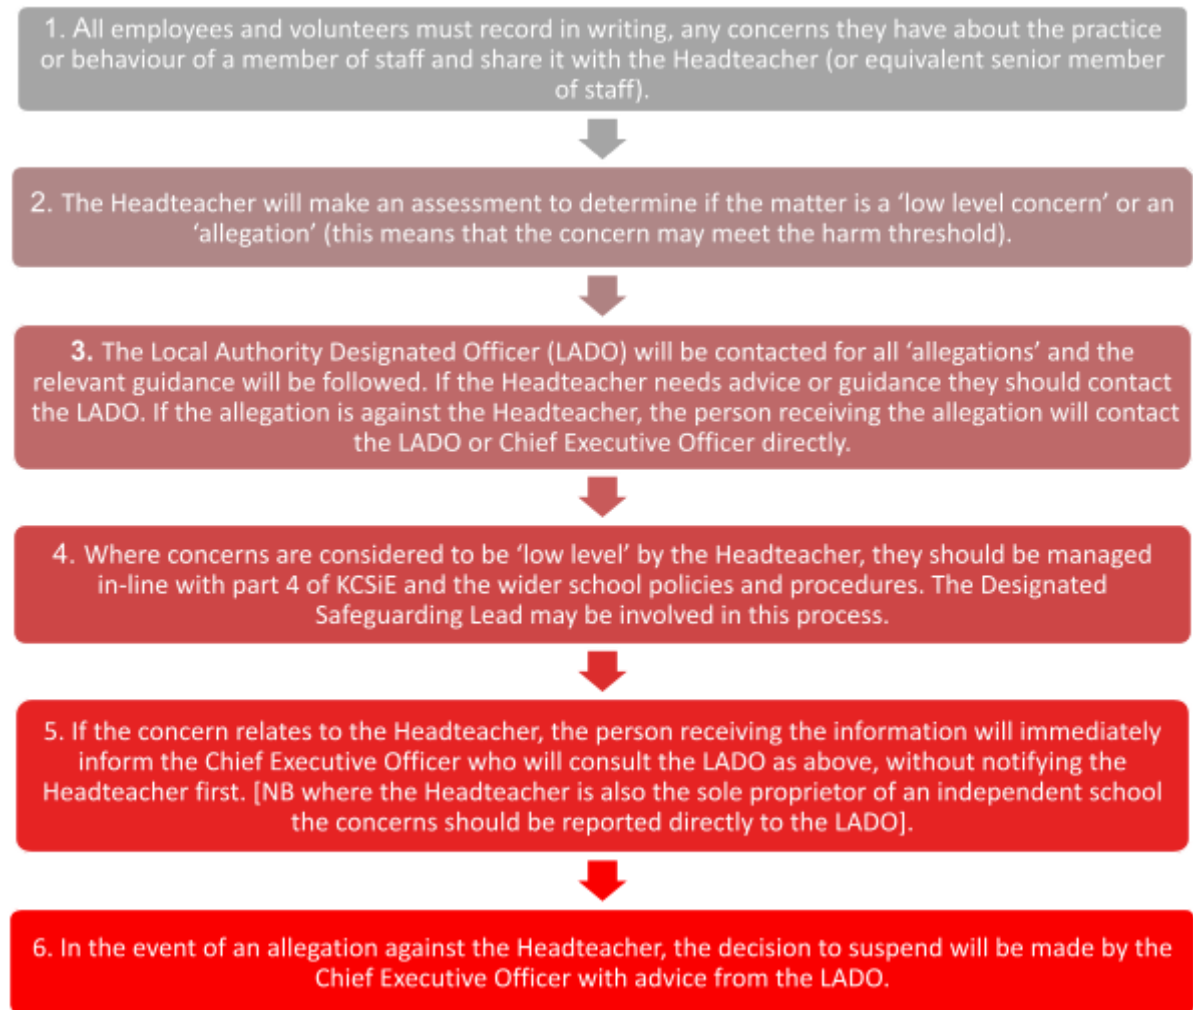 1. All employees and volunteers must record in writing, any concerns they have about the practice
or behaviour of a member of staff and share it with the Headteacher (or equivalent senior member
of staff).
2. The Headteacher will make an assessment to determine if the matter is a ‘low level concern’ or an
‘allegation’ (this means that the concern may meet the harm threshold).
3. The Local Authority Designated Officer (LADO) will be contacted for all ‘allegations’ and the
relevant guidance will be followed. If the Headteacher needs advice or guidance they should contact
the LADO. If the allegation is against the Headteacher, the person receiving the allegation will contact
the LADO or Chief Executive Officer directly.
4. Where concerns are considered to be ‘low level’ by the Headteacher, they should be managed
in-line with part 4 of KCSiE and the wider school policies and procedures. The Designated
Safeguarding Lead may be involved in this process.
5. If the concern relates to the Headteacher, the person receiving the information will immediately
inform the Chief Executive Officer who will consult the LADO as above, without notifying the
Headteacher first. [NB where the Headteacher is also the sole proprietor of an independent school
the concerns should be reported directly to the LADO].
6. In the event of an allegation against the Headteacher, the decision to suspend will be made by the
Chief Executive Officer with advice from the LADO.